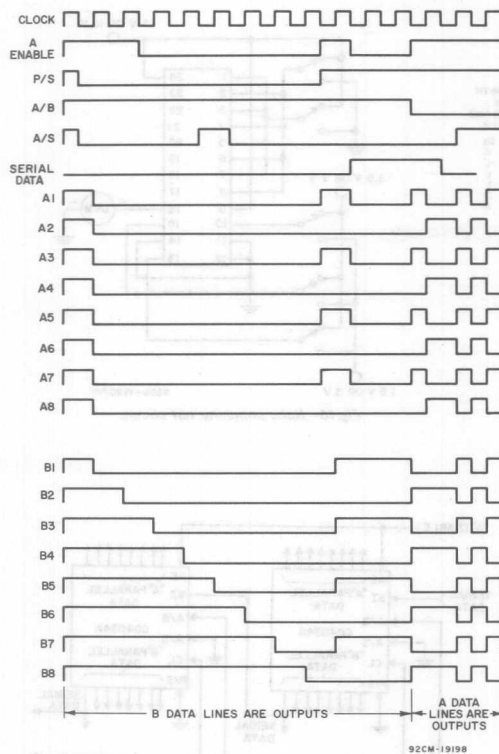 CLOCK
A
ENABLE
P/S
A/B
A/S
SERIAL
DATA
A1
A2
A3
A4
A5
A6
A7
A8
B1
B2
B3
B4
B5
B6
B7
B8
B DATA LINES ARE OUTPUTS
A DATA
LINES ARE
OUTPUTS
92CM-19198